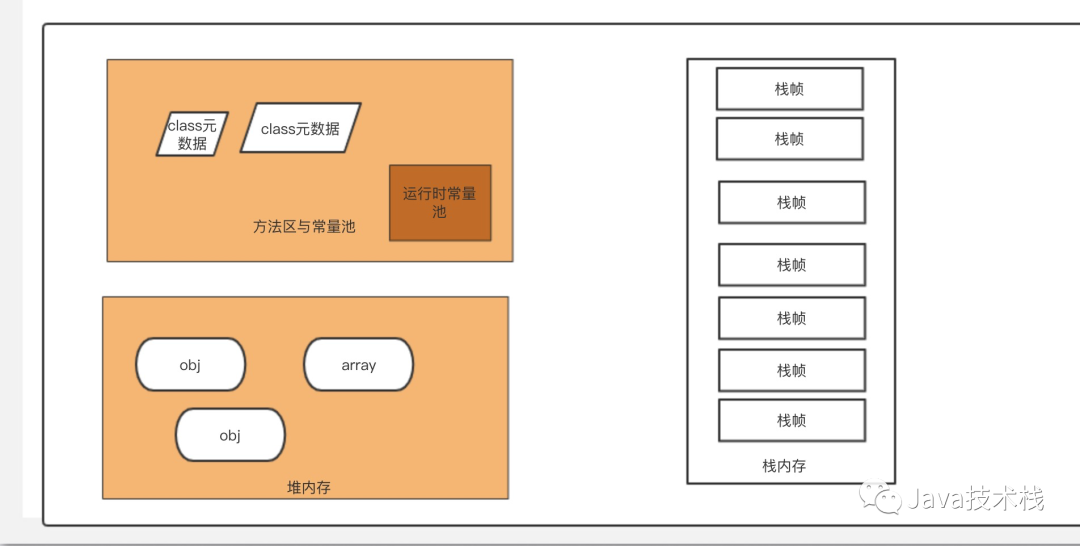 class元
数据
class元数据
运行时常量
池
方法区与常量池
obj
array
obj
堆内存
栈帧
栈帧
栈帧
栈帧
栈帧
栈帧
栈帧
栈内存
Java技术栈